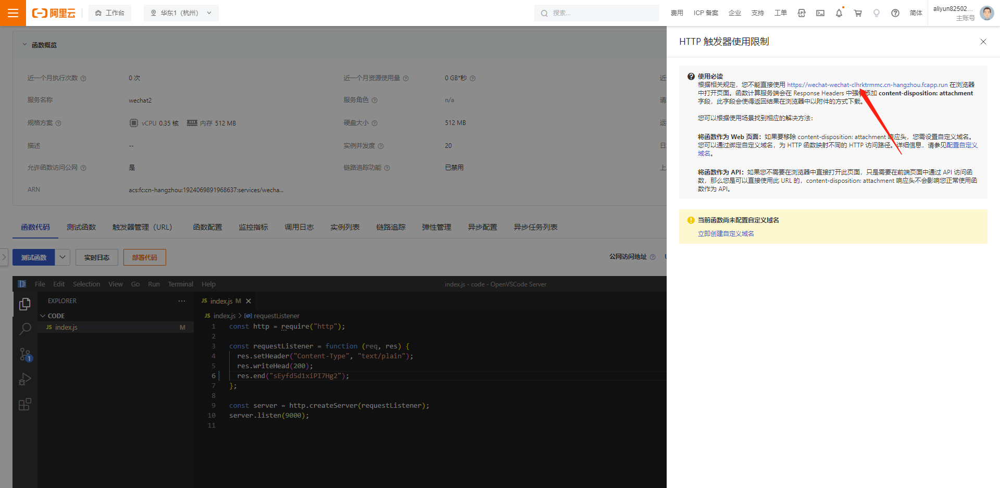 阿里云
工作台
华东1（杭州）
搜索...
费用
ICP 备案
企业
支持
工单
简体
aliyun82502...
主账号
函数概览
近一个月执行次数
0 次
近一个月资源使用量
0 GB*秒
近
服务名称
wechat2
服务角色
n/a
请
规格方案
vCPU 0.35 核
内存 512 MB
硬盘大小
512 MB
运
描述
--
实例并发度
20
日
允许函数访问公网
是
链路追踪功能
已禁用
上
ARN
acs:fc:cn-hangzhou:1924069891968637:services/wecha...
函数代码
测试函数
触发器管理（URL）
函数配置
监控指标
调用日志
实例列表
链路追踪
弹性管理
异步配置
异步任务列表
测试函数
实时日志
部署代码
公网访问地址
File Edit Selection View Go Run Terminal Help
index.js - code - OpenVSCode Server
EXPLORER
CODE
JS index.js M
1
JS index.js M
JS index.js > requestListener
1 const http = require("http");
2
3 const requestListener = function (req, res) {
4 res.setHeader("Content-Type", "text/plain");
5 res.writeHead(200);
6 res.end("sEyfd5d1xiPI7Hg2");
7 };
8
9 const server = http.createServer(requestListener);
10 server.listen(9000);
11
HTTP 触发器使用限制
使用必读
根据相关规定，您不能直接使用 https://wechat-wechat-clhrktrmmc.cn-hangzhou.fcapp.run 在浏览器
中打开页面。函数计算服务端会在 Response Headers 中强制添加 content-disposition: attachment
字段，此字段会使得返回结果在浏览器中以附件的方式下载。
您可以根据使用场景找到相应的解决方法：
将函数作为 Web 页面：如果要移除 content-disposition: attachment 响应头，您需设置自定义域名。
您可以通过绑定自定义域名，为 HTTP 函数映射不同的 HTTP 访问路径。详细信息，请参见配置自定义
域名。
将函数作为 API：如果您不需要在浏览器中直接打开此页面，只是需要在前端页面中通过 API 访问函
数，那么您是可以直接使用此 URL 的，content-disposition: attachment 响应头不会影响您正常使用函
数作为 API。
当前函数尚未配置自定义域名
立即创建自定义域名